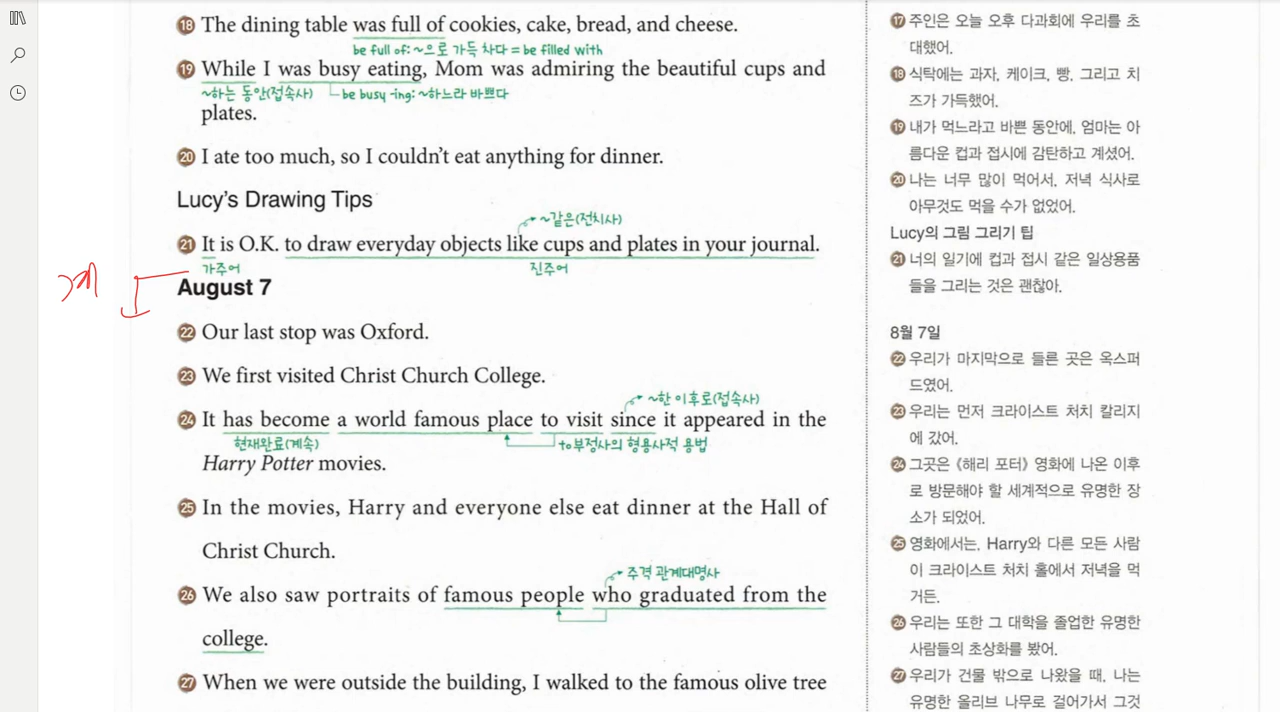 ⑱ The dining table was full of cookies, cake, bread, and cheese.
be full of: ~으로 가득 차다 = be filled with
⑲ While I was busy eating, Mom was admiring the beautiful cups and
~하는 동안(접속사) be busy -ing: ~하느라 바쁘다
plates.
⑳ I ate too much, so I couldn't eat anything for dinner.
Lucy's Drawing Tips
~같은(전치사)
㉑ It is O.K. to draw everyday objects like cups and plates in your journal.
가주어 진주어
August 7
㉒ Our last stop was Oxford.
㉓ We first visited Christ Church College.
~한 이후로(접속사)
㉔ It has become a world famous place to visit since it appeared in the
현재완료(계속) to부정사의 형용사적 용법
Harry Potter movies.
㉕ In the movies, Harry and everyone else eat dinner at the Hall of
Christ Church.
주격 관계대명사
㉖ We also saw portraits of famous people who graduated from the
college.
㉗ When we were outside the building, I walked to the famous olive tree
⑰ 주인은 오늘 오후 다과회에 우리를 초
대했어.
⑱ 식탁에는 과자, 케이크, 빵, 그리고 치
즈가 가득했어.
⑲ 내가 먹느라고 바쁜 동안에, 엄마는 아
름다운 컵과 접시에 감탄하고 계셨어.
⑳ 나는 너무 많이 먹어서, 저녁 식사로
아무것도 먹을 수가 없었어.
Lucy의 그림 그리기 팁
㉑ 너의 일기에 컵과 접시 같은 일상용품
들을 그리는 것은 괜찮아.
8월 7일
㉒ 우리가 마지막으로 들른 곳은 옥스퍼
드였어.
㉓ 우리는 먼저 크라이스트 처치 칼리지
에 갔어.
㉔ 그곳은 《해리 포터》 영화에 나온 이후
로 방문해야 할 세계적으로 유명한 장
소가 되었어.
㉕ 영화에서는, Harry와 다른 모든 사람
이 크라이스트 처치 홀에서 저녁을 먹
거든.
㉖ 우리는 또한 그 대학을 졸업한 유명한
사람들의 초상화를 봤어.
㉗ 우리가 건물 밖으로 나왔을 때, 나는
유명한 올리브 나무로 걸어가서 그것